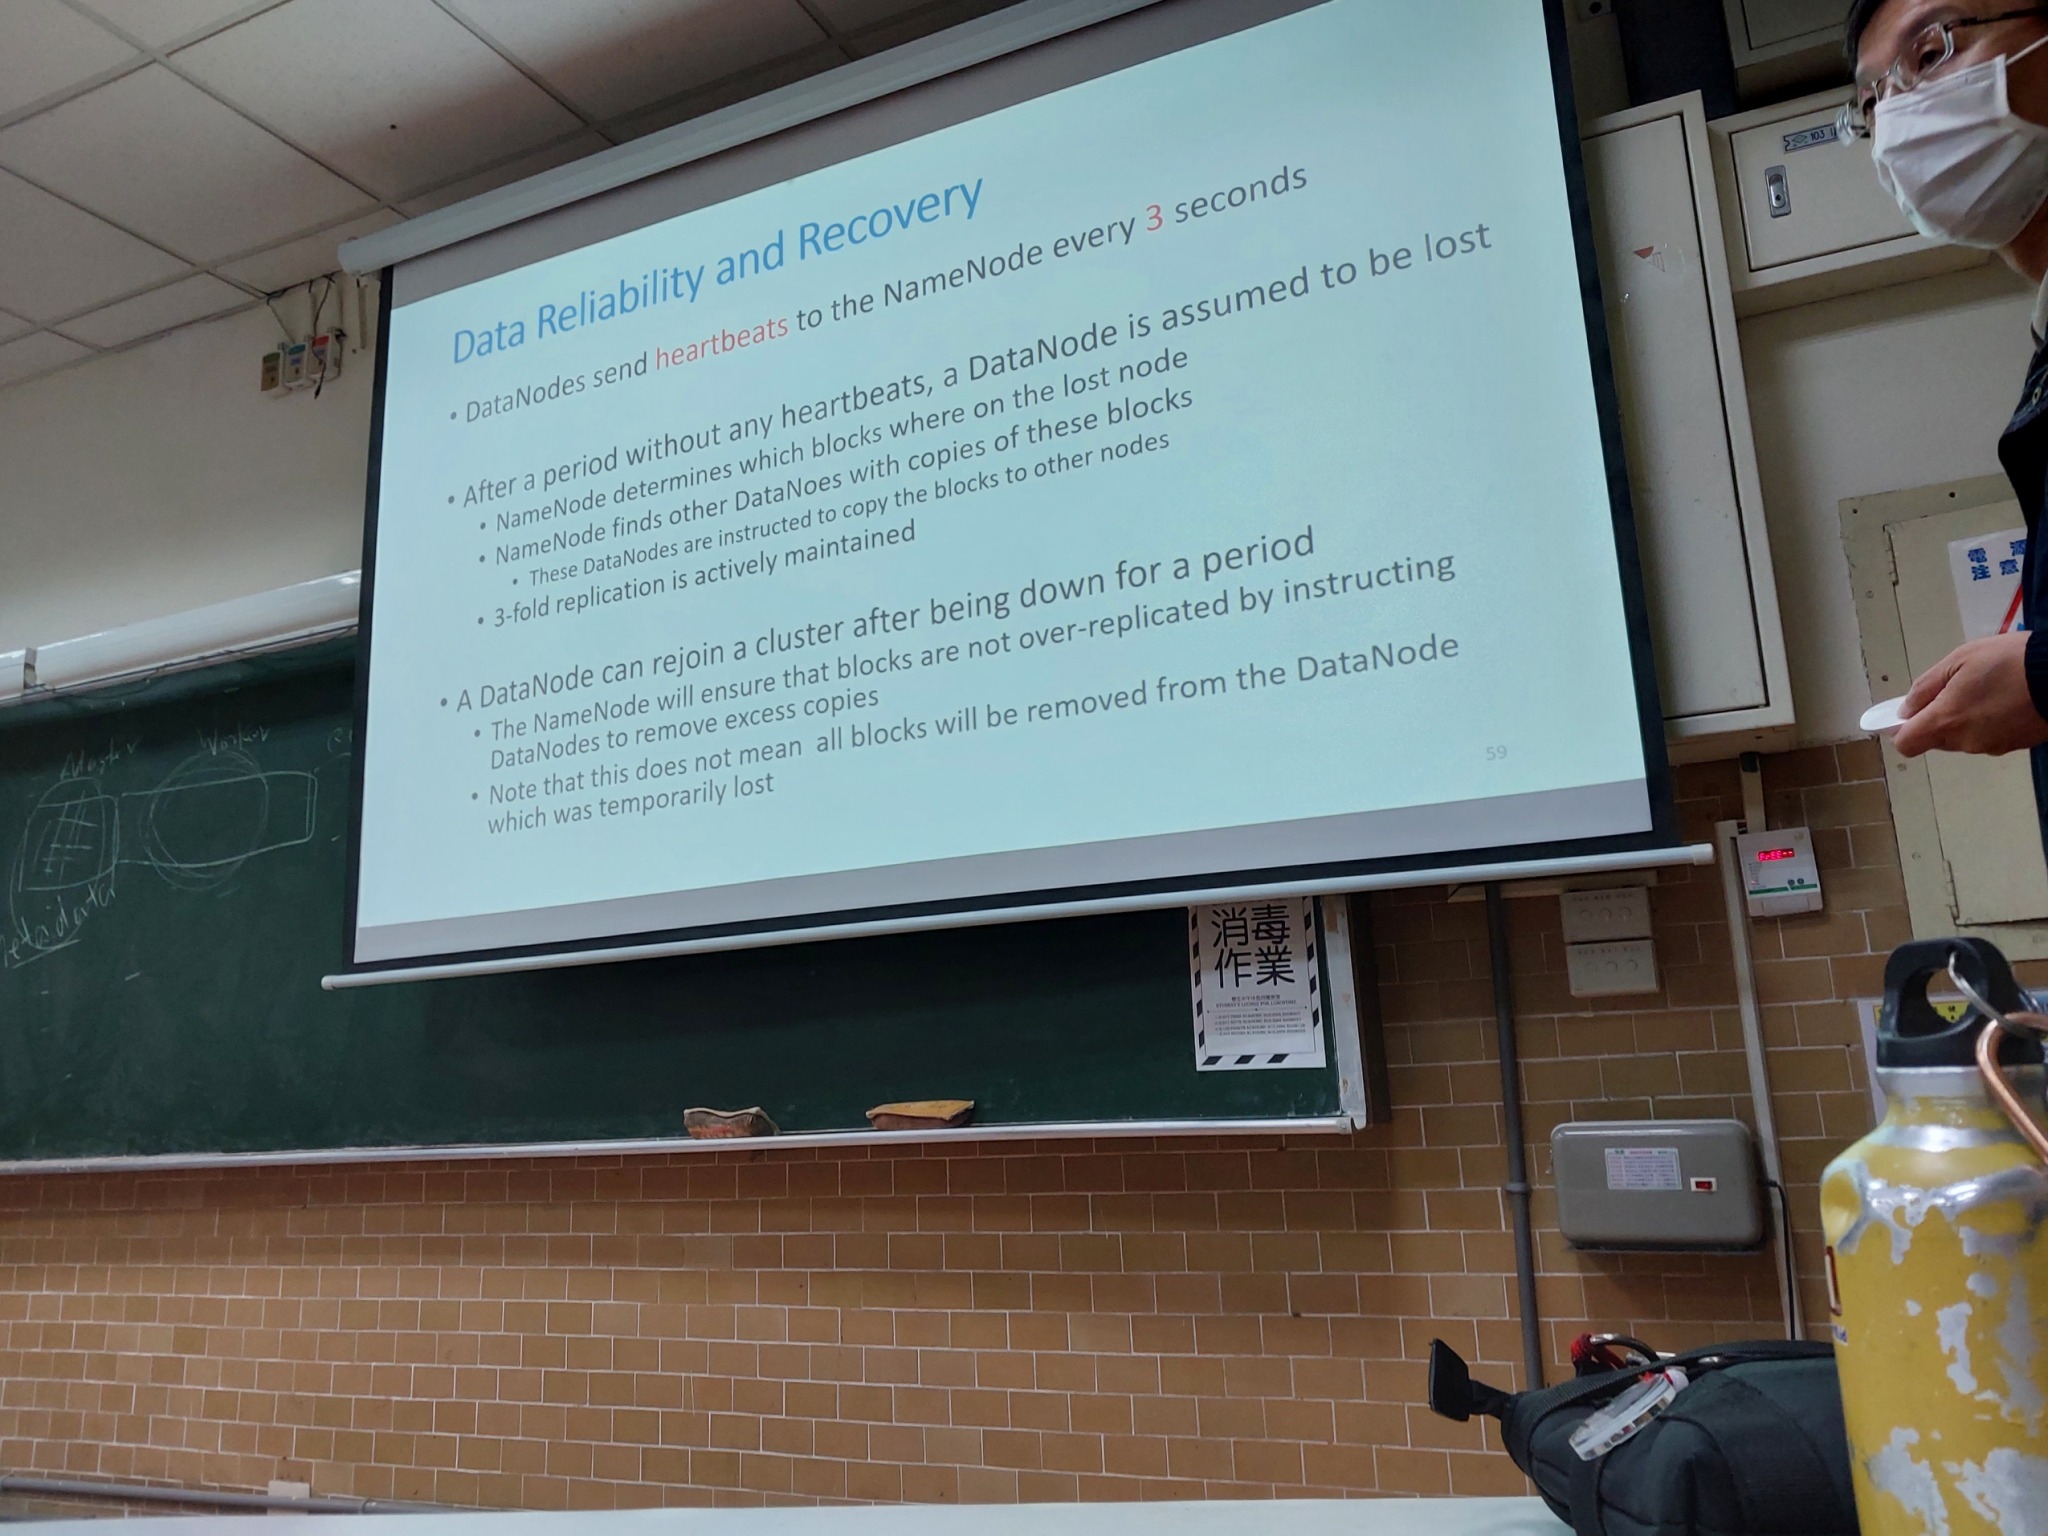 Data Reliability and Recovery
• DataNodes send heartbeats to the NameNode every 3 seconds
• After a period without any heartbeats, a DataNode is assumed to be lost
• NameNode determines which blocks where on the lost node
• NameNode finds other DataNoes with copies of these blocks
• These DataNodes are instructed to copy the blocks to other nodes
• 3-fold replication is actively maintained
• A DataNode can rejoin a cluster after being down for a period
• The NameNode will ensure that blocks are not over-replicated by instructing
DataNodes to remove excess copies
• Note that this does not mean all blocks will be removed from the DataNode
which was temporarily lost
59
Master
Worker
metadata
消毒
作業
103
電源
注意